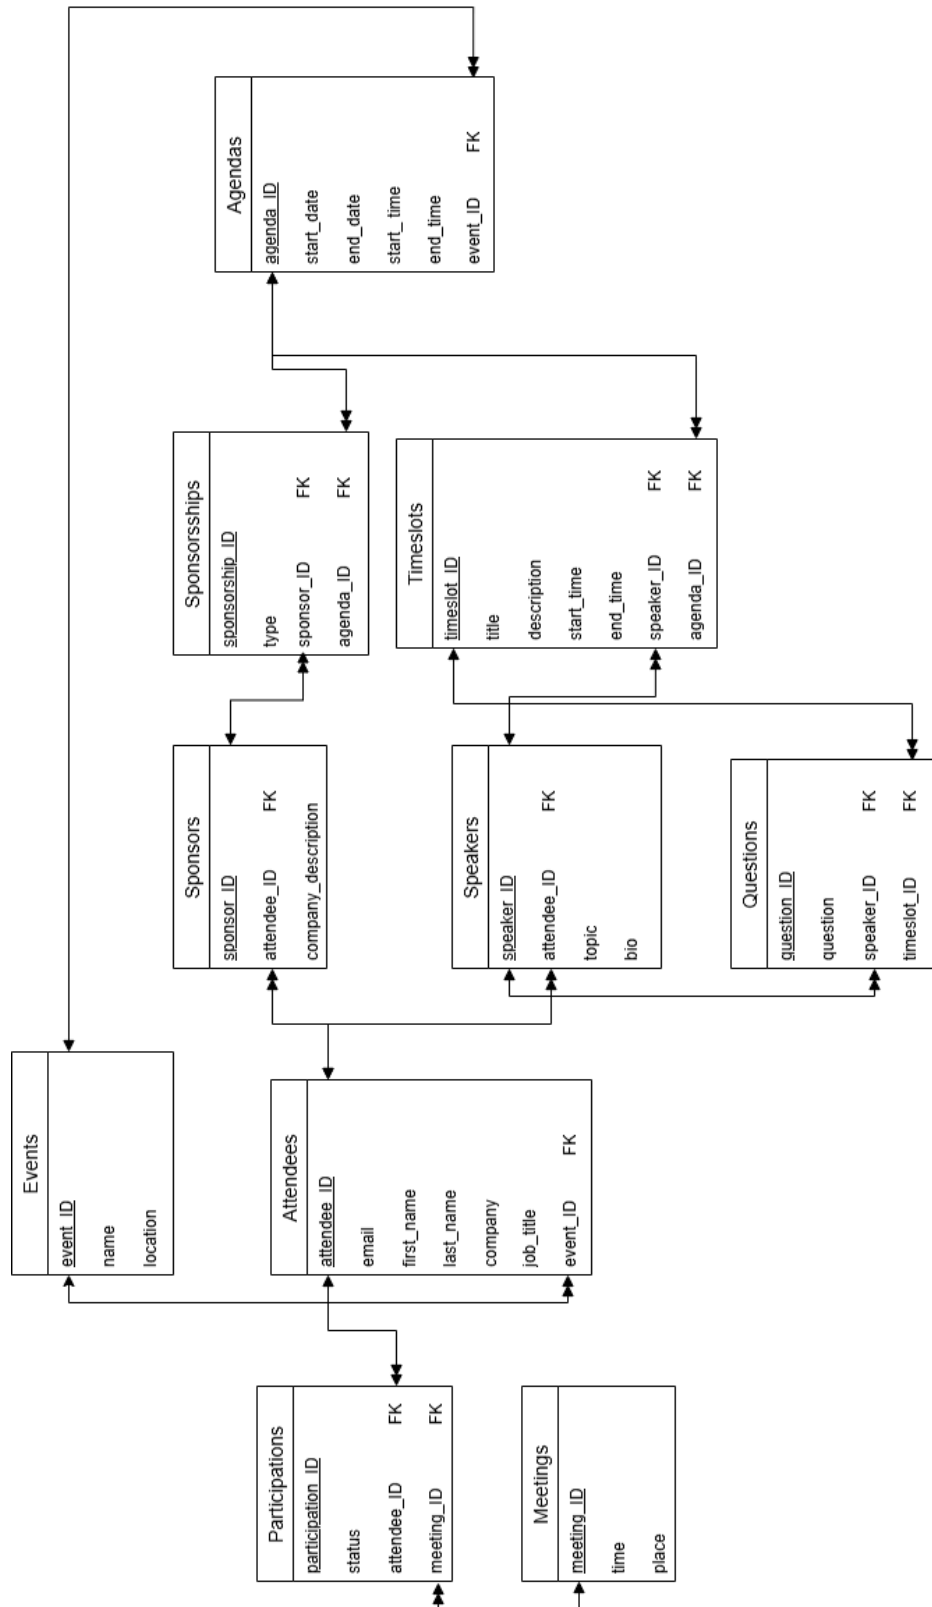 Agendas
agenda_ID
start_date
end_date
start_ time
end_time
event_ID FK
Sponsorsships
sponsorship_ID
type
sponsor_ID FK
agenda_ID FK
Timeslots
timeslot_ID
title
description
start_time
end_time
speaker_ID FK
agenda_ID FK
Sponsors
sponsor_ID
attendee_ID FK
company_description
Speakers
speaker_ID
attendee_ID FK
topic
bio
Questions
question_ID
question
speaker_ID FK
timeslot_ID FK
Events
event_ID
name
location
Attendees
attendee_ID
email
first_name
last_name
company
job_title
event_ID FK
Participations
participation_ID
status
attendee_ID FK
meeting_ID FK
Meetings
meeting_ID
time
place